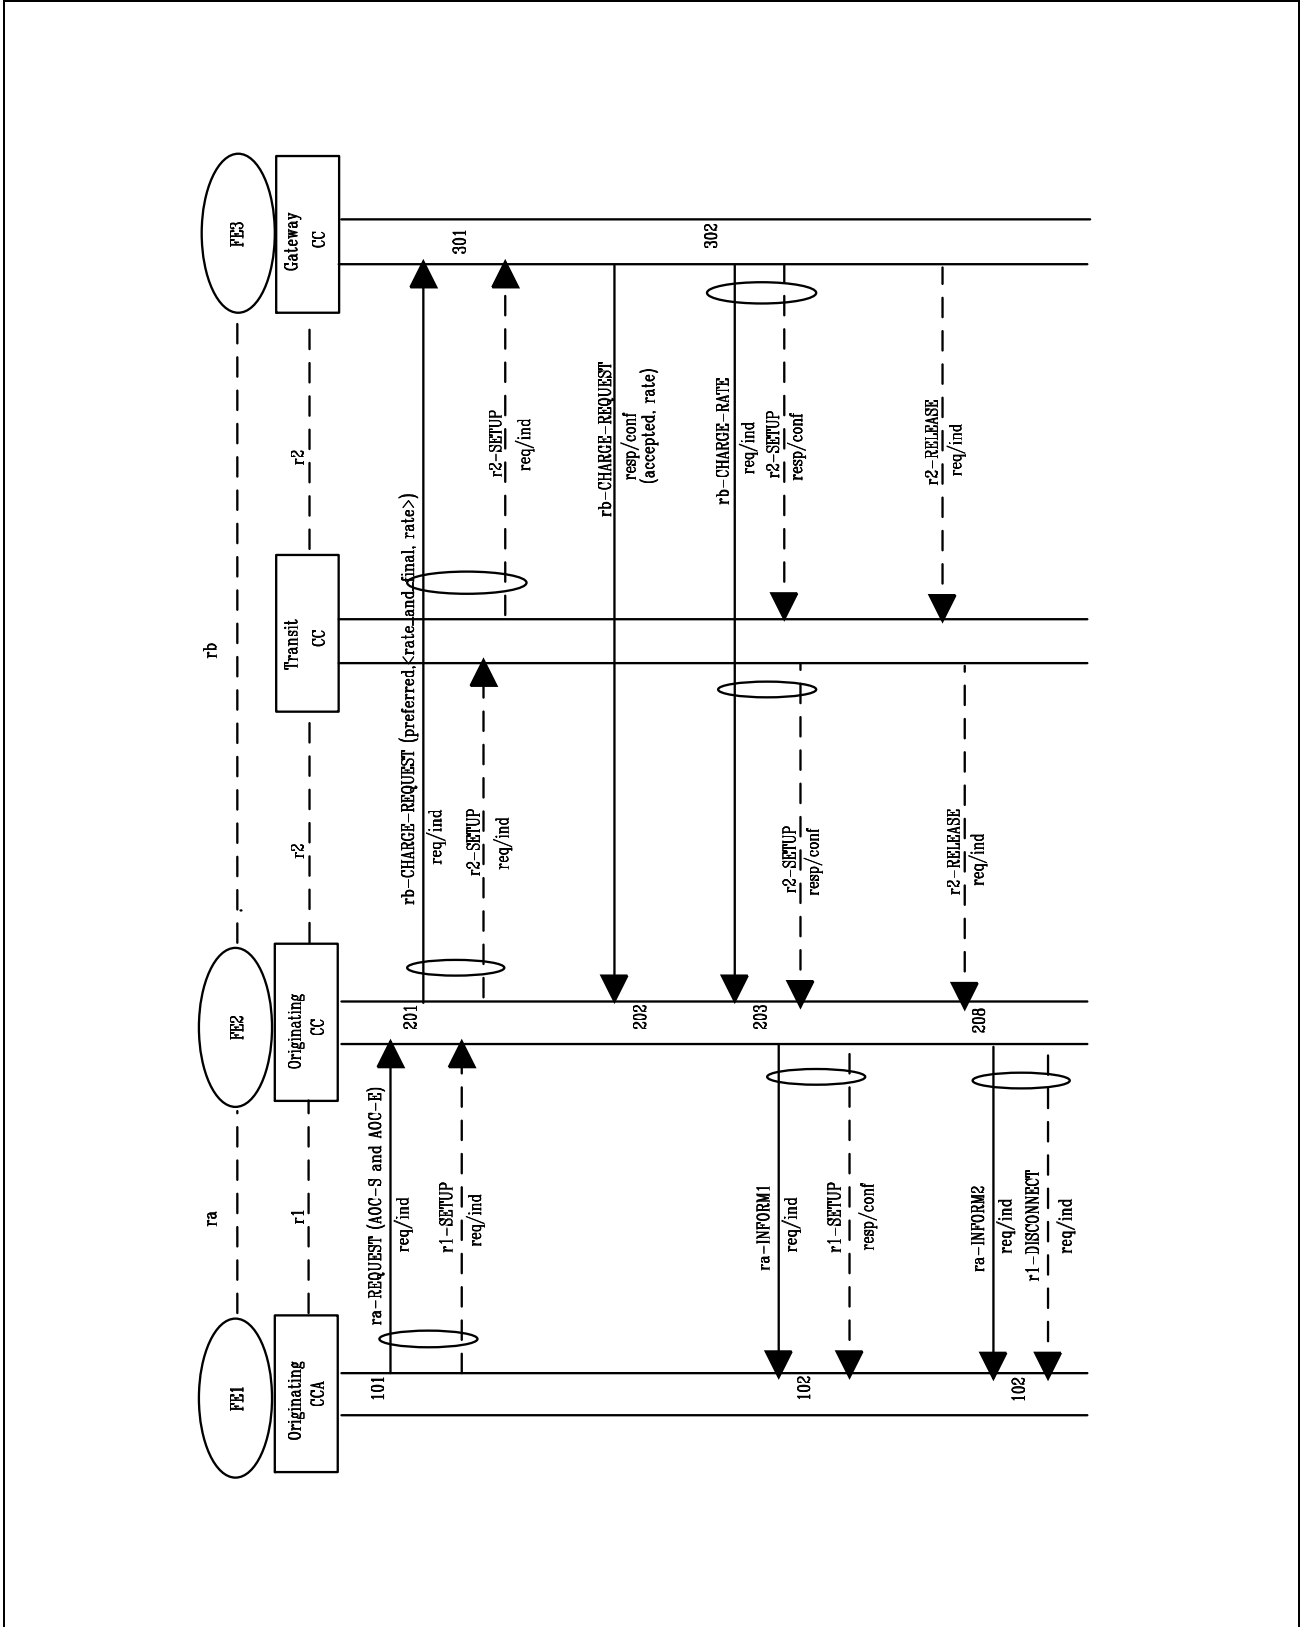 ra
rb
FE1
FE2
FE3
Originating
CCA
Originating
CC
Transit
CC
Gateway
CC
r1
r2
r2
101
ra-REQUEST (AOC-S and AOC-E)
req/ind
r1-SETUP
req/ind
201
rb-CHARGE-REQUEST (preferred,<rate and final, rate>)
req/ind
r2-SETUP
req/ind
r2-SETUP
req/ind
301
rb-CHARGE-REQUEST
resp/conf
(accepted, rate)
202
302
rb-CHARGE-RATE
req/ind
r2-SETUP
resp/conf
203
r2-SETUP
resp/conf
ra-INFORM1
req/ind
r1-SETUP
resp/conf
102
r2-RELEASE
req/ind
r2-RELEASE
req/ind
208
ra-INFORM2
req/ind
r1-DISCONNECT
req/ind
102